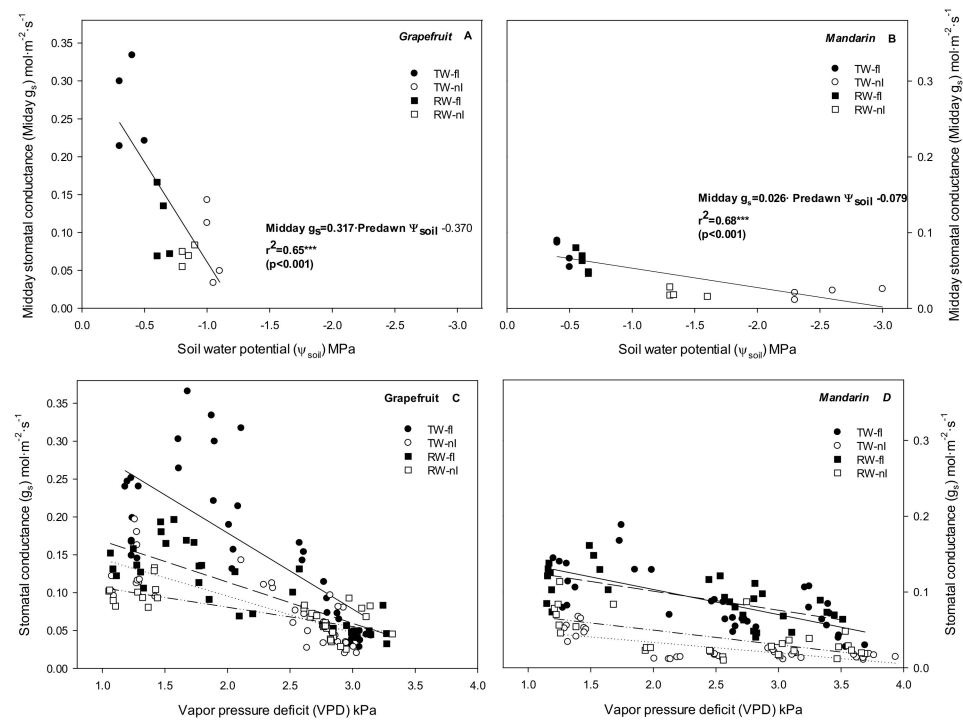 Grapefruit A
TW-fl
TW-nI
RW-fl
RW-nI
Midday gs=0.317·Predawn Ψsoil -0.370
r2=0.65***
(p<0.001)
0.35
0.30
0.25
0.20
0.15
0.10
0.05
0.00
0.0 -0.5 -1.0 -1.5 -2.0 -2.5 -3.0
Midday stomatal conductance (Miday gs) mol·m-2·s-1
Soil water potential (ψsoil) MPa
Mandarin B
TW-fl
TW-nI
RW-fl
RW-nI
Midday gs=0.026· Predawn Ψsoil -0.079
r2=0.68***
(p<0.001)
0.3
0.2
0.1
0.0
0.0 -0.5 -1.0 -1.5 -2.0 -2.5 -3.0
Midday stomatal conductance (Midday gs) mol·m-2·s-1
Soil water potential (ψsoil) MPa
Grapefruit C
TW-fl
TW-nI
RW-fl
RW-nI
0.35
0.30
0.25
0.20
0.15
0.10
0.05
0.00
1.0 1.5 2.0 2.5 3.0 3.5 4.0
Stomatal conductance (gs) mol·m-2·s-1
Vapor pressure deficit (VPD) kPa
Mandarin D
TW-fl
TW-nI
RW-fl
RW-nI
0.3
0.2
0.1
0.0
1.0 1.5 2.0 2.5 3.0 3.5 4.0
Stomatal conductance (gs) mol·m-2·s-1
Vapor pressure deficit (VPD) kPa